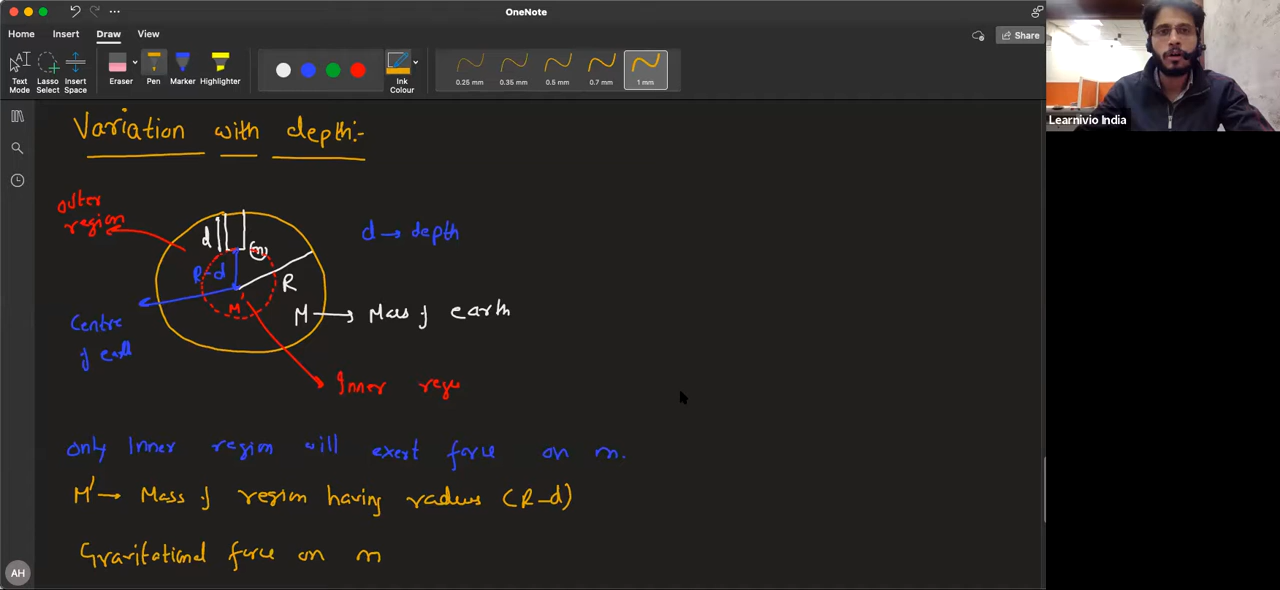 OneNote
Home Insert Draw View
Share
Text Mode
Lasso Select
Insert Space
Eraser
Pen
Marker
Highlighter
Ink Colour
0.25 mm
0.35 mm
0.5 mm
0.7 mm
1 mm
Learnivio India
Variation with depth:-
outer region
d
m
d → depth
R-d
R
M
M → Mass of earth
Centre of earth
Inner
only Inner region will exert force on m.
M' → Mass of region having radius (R-d)
Gravitational force on m
AH